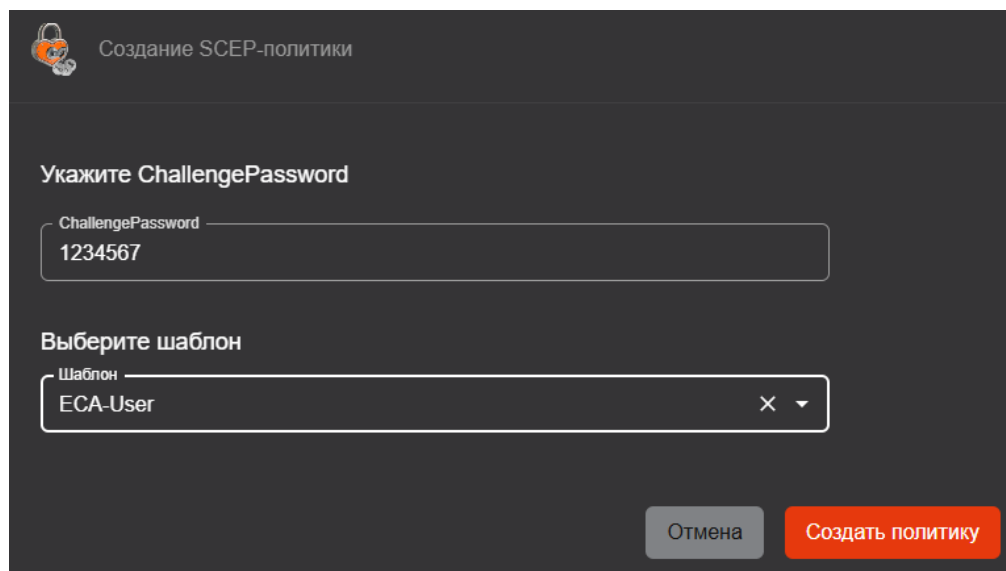 Создание SCEP-политики
Укажите ChallengePassword
ChallengePassword
1234567
Выберите шаблон
Шаблон
ECA-User
Отмена
Создать политику